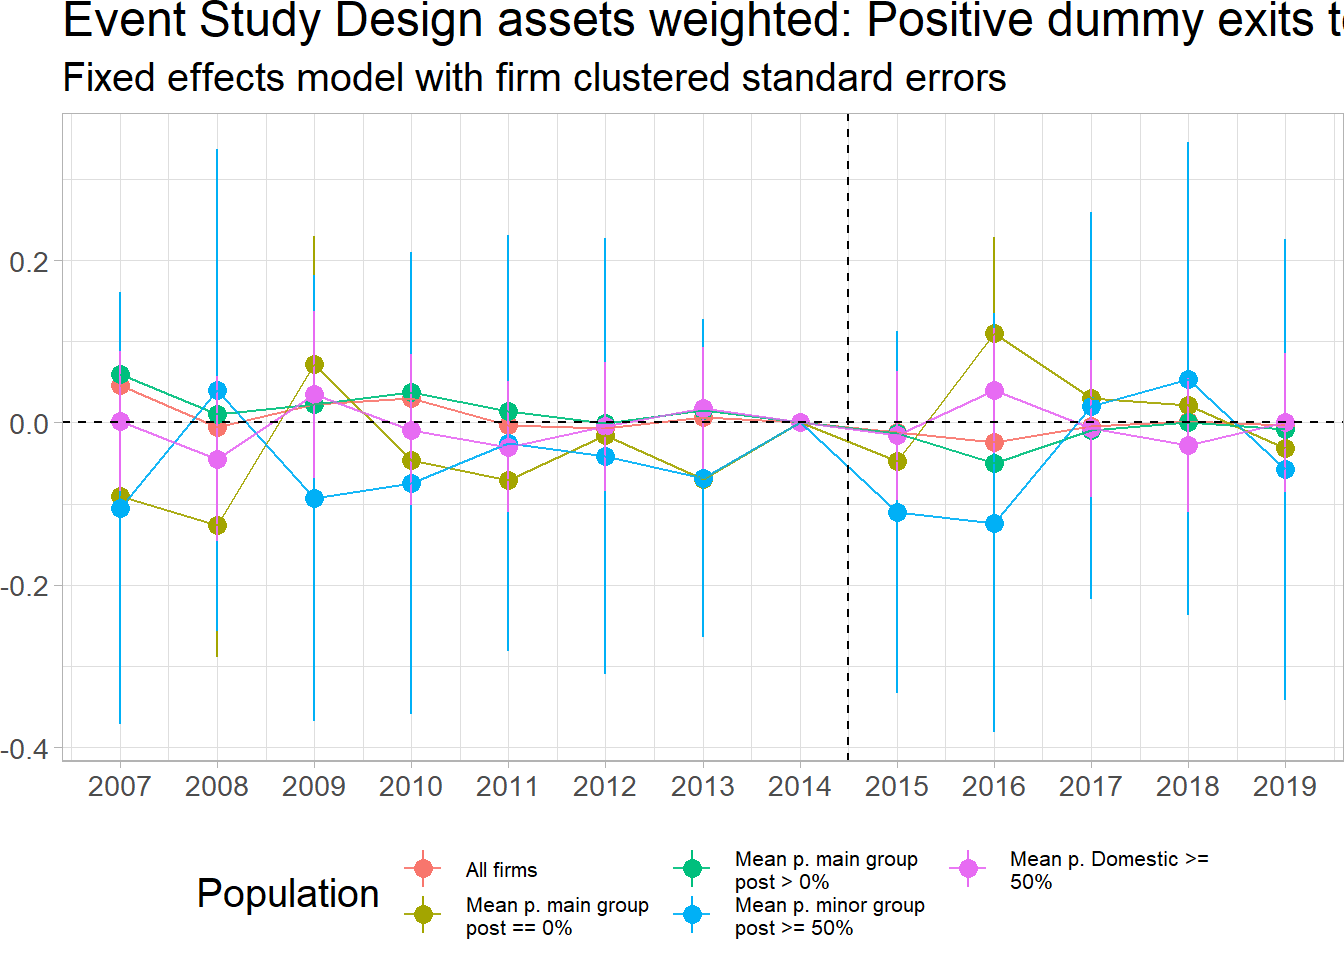 Event Study Design assets weighted: Positive dummy exits
Fixed effects model with firm clustered standard errors
0.2
0.0
-0.2
-0.4
2007 2008 2009 2010 2011 2012 2013 2014 2015 2016 2017 2018 2019
Population
All firms
Mean p. main group
post == 0%
Mean p. main group
post > 0%
Mean p. minor group
post >= 50%
Mean p. Domestic >=
50%